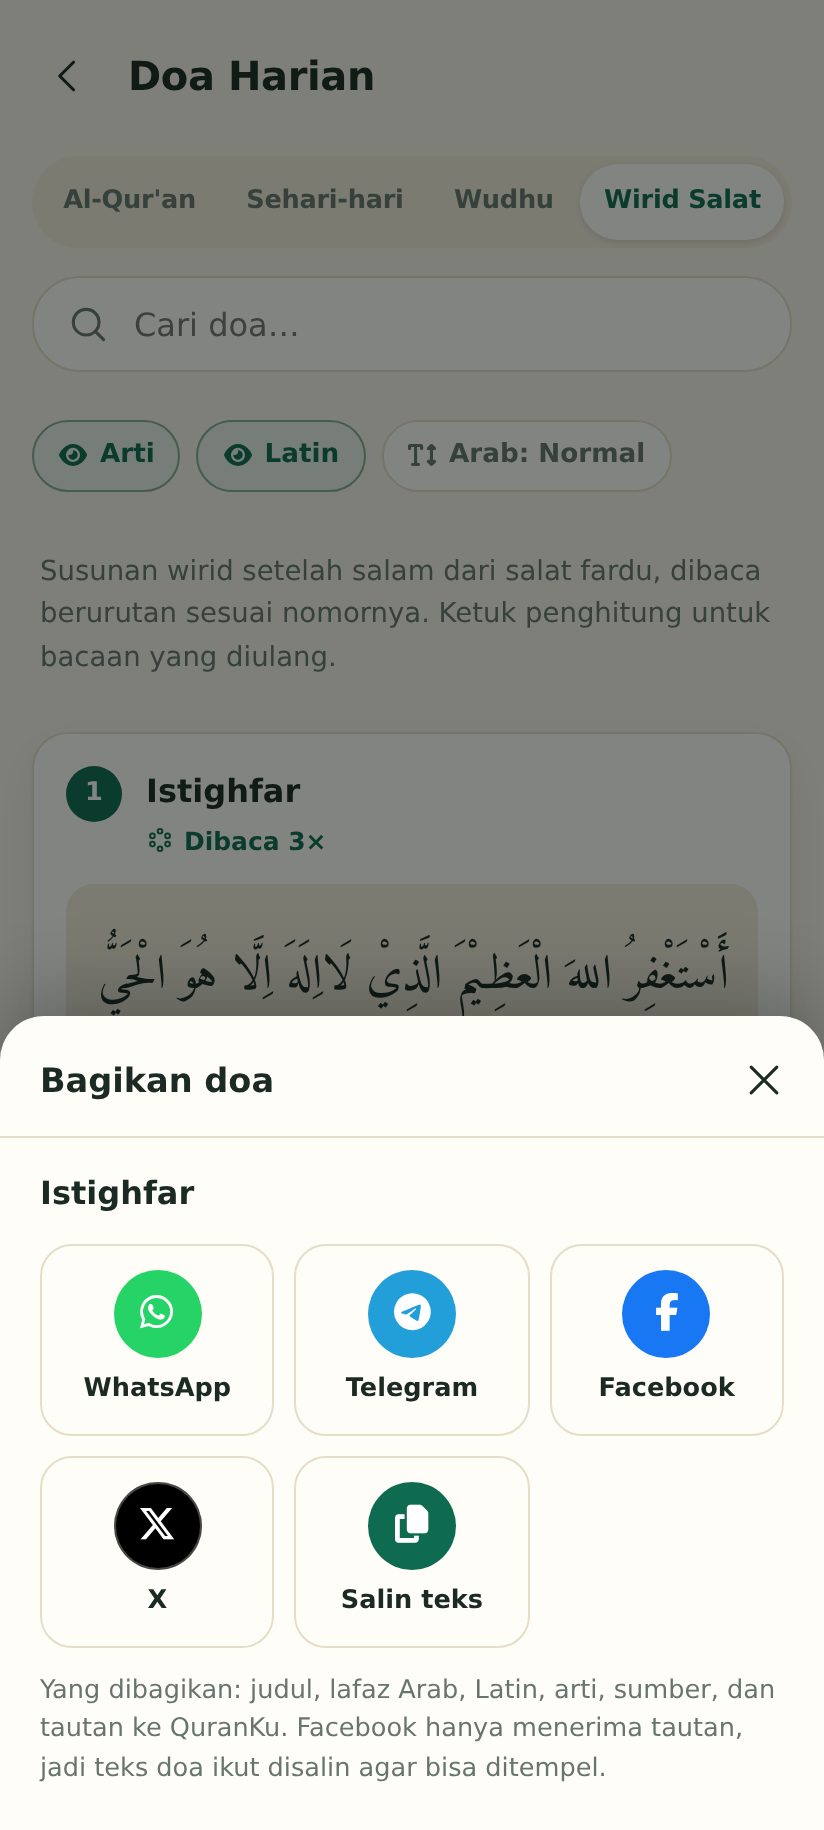 Doa Harian
Al-Qur'an Sehari-hari Wudhu Wirid Salat
Cari doa...
Arti Latin Arab: Normal
Susunan wirid setelah salam dari salat fardu, dibaca
berurutan sesuai nomornya. Ketuk penghitung untuk
bacaan yang diulang.
1 Istighfar
Dibaca 3×
أَسْتَغْفِرُ اللهَ الْعَظِيْمَ الَّذِيْ لَااِلَهَ اِلَّا هُوَ الْحَيُّ
Bagikan doa
Istighfar
WhatsApp Telegram Facebook
X Salin teks
Yang dibagikan: judul, lafaz Arab, Latin, arti, sumber, dan
tautan ke QuranKu. Facebook hanya menerima tautan,
jadi teks doa ikut disalin agar bisa ditempel.